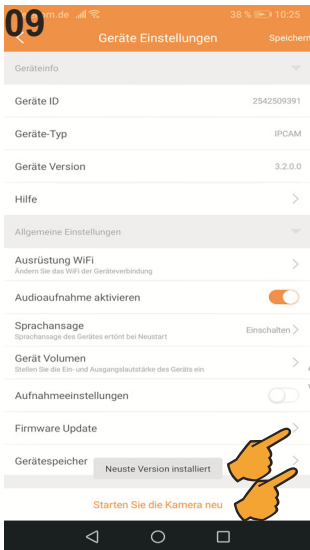 09
m.de 38 % 10:25
Geräte Einstellungen Speichern
Geräteinfo
Geräte ID 2542509391
Geräte-Typ IPCAM
Geräte Version 3.2.0.0
Hilfe
Allgemeine Einstellungen
Ausrüstung WiFi
Ändern Sie das WiFi der Geräteverbindung
Audioaufnahme aktivieren
Sprachansage Einschalten
Sprachansage des Gerätes ertönt bei Neustart
Gerät Volumen
Stellen Sie die Ein- und Ausgangslautstärke des Geräts ein
Aufnahmeeinstellungen
Firmware Update
Gerätespeicher
Neuste Version installiert
Starten Sie die Kamera neu